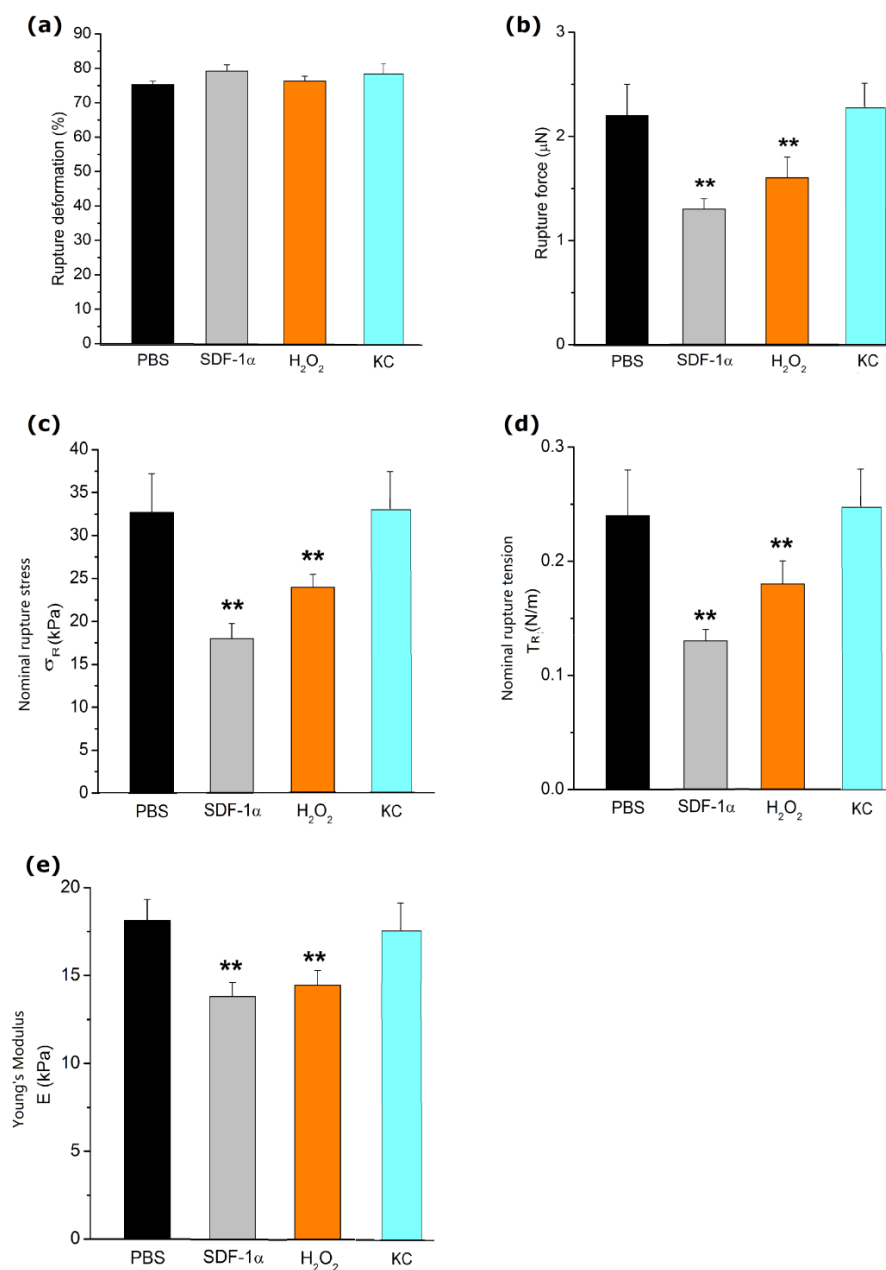 (a)
Rupture deformation (%)
90
80
70
60
50
40
30
20
10
0
PBS SDF-1α H₂O₂ KC
(b)
Rupture force (μN)
3
2
1
0
** **
PBS SDF-1α H₂O₂ KC
(c)
Nominal rupture stress
σR (kPa)
40
35
30
25
20
15
10
5
0
** **
PBS SDF-1α H₂O₂ KC
(d)
Nominal rupture tension
TR (N/m)
0.3
0.2
0.1
0.0
** **
PBS SDF-1α H₂O₂ KC
(e)
Young's Modulus
E (kPa)
20
15
10
5
0
** **
PBS SDF-1α H₂O₂ KC